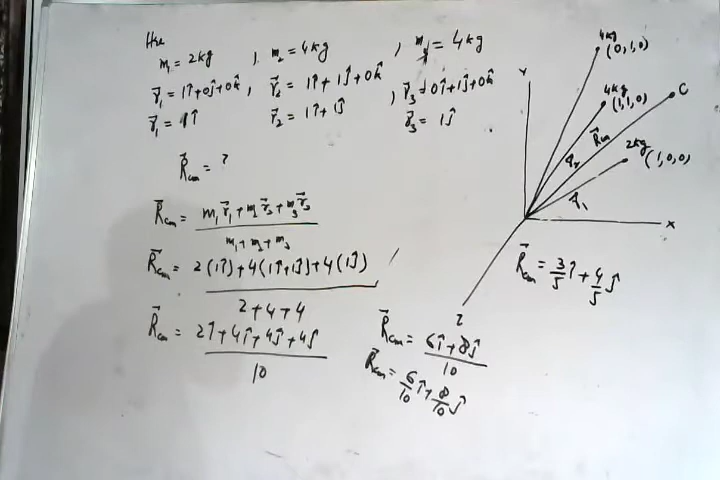 Here
m₁ = 2kg , m₂ = 4kg , m₃ = 4kg
r⃗₁ = 1î+0ĵ+0k̂ , r⃗₂ = 1î + 1ĵ+0k̂ , r⃗₃ = 0î+1ĵ+0k̂
r⃗₁ = 1î r⃗₂ = 1î+1ĵ r⃗₃ = 1ĵ
R⃗cm = ?
R⃗cm = (m₁r⃗₁ + m₂r⃗₂ + m₃r⃗₃) / (m₁ + m₂ + m₃)
R⃗cm = (2(1î)+4(1î+1ĵ)+4(1ĵ)) / (2+4+4)
R⃗cm = (2î+4î+4ĵ+4ĵ) / 10
R⃗cm = (6î+8ĵ) / 10
R⃗cm = 6/10 î + 8/10 ĵ
R⃗cm = 3/5 î + 4/5 ĵ
4kg
(0,1,0)
Y
4kg
(1,1,0)
C
R⃗cm
2kg (1,0,0)
r₂
r₁
X
Z